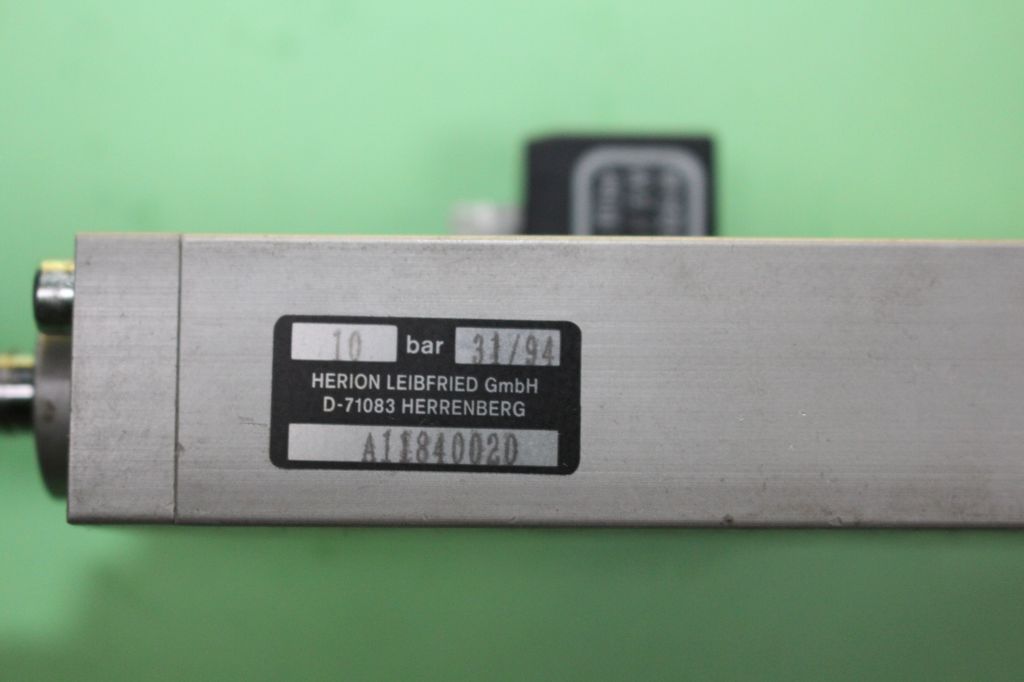 10 bar 31/94
HERION LEIBFRIED GmbH
D-71083 HERRENBERG
A11840020